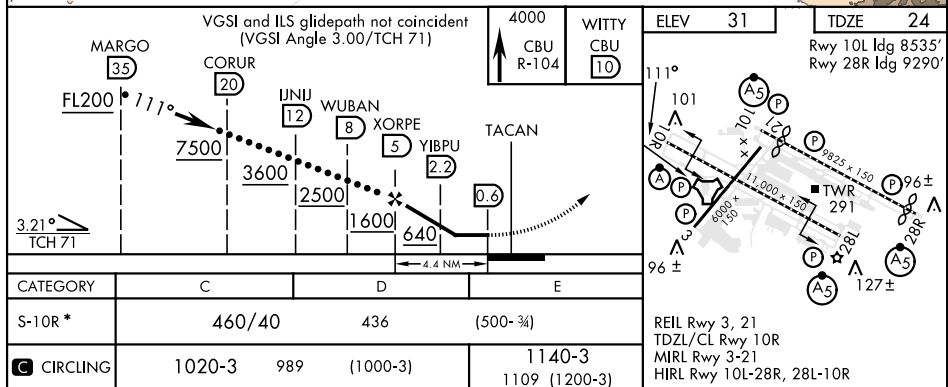 VGSI and ILS glidepath not coincident
(VGSI Angle 3.00/TCH 71)
MARGO
35
FL200
111°
CORUR
20
7500
IJNIJ
12
3600
WUBAN
8
2500
XORPE
5
1600
YIBPU
2.2
640
TACAN
0.6
3.21°
TCH 71
4.4 NM
4000
CBU
R-104
WITTY
CBU
10
CATEGORY C D E
S-10R * 460/40 436 (500-¾)
C CIRCLING 1020-3 989 (1000-3) 1140-3
1109 (1200-3)
ELEV 31 TDZE 24
Rwy 10L ldg 8535'
Rwy 28R ldg 9290'
111°
101
10R
10L
A5
P
21
P
9825 x 150
11,000 x 150
6000 x
150
TWR
291
P
96 ±
28R
A5
A
P
P
3
96 ±
28L
P
A5
127 ±
REIL Rwy 3, 21
TDZL/CL Rwy 10R
MIRL Rwy 3-21
HIRL Rwy 10L-28R, 28L-10R